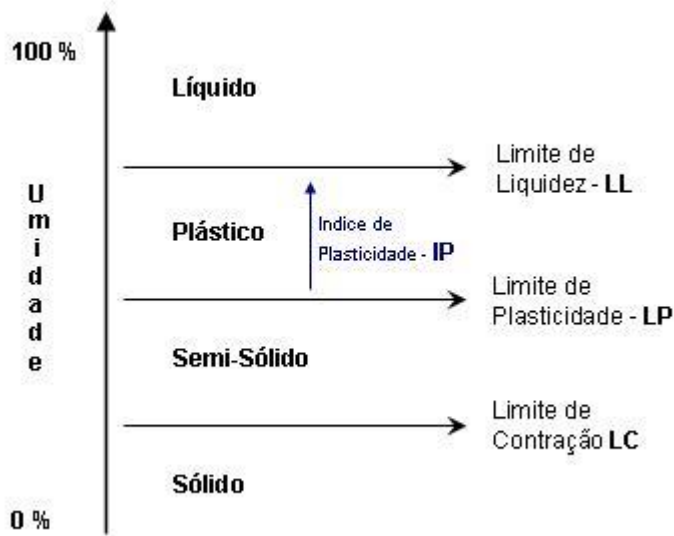 100 %
Líquido
Limite de
Liquidez - LL
Umidade
Plástico
Indice de
Plasticidade - IP
Limite de
Plasticidade - LP
Semi-Sólido
Limite de
Contração LC
Sólido
0 %